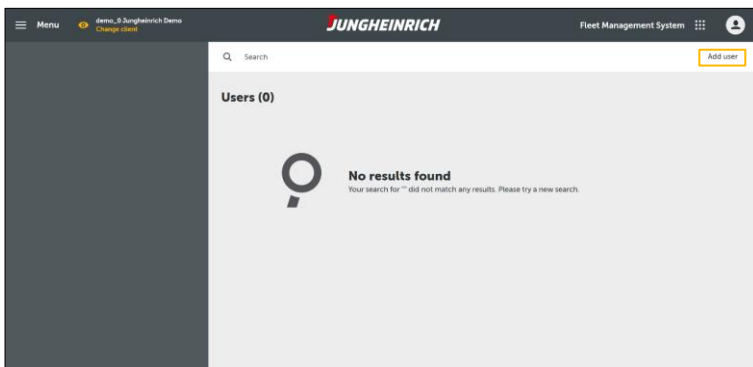 Menu
demo_0 Jungheinrich Demo
Change client
JUNGHEINRICH
Fleet Management System
Search
Add user
Users (0)
No results found
Your search for "" did not match any results. Please try a new search.